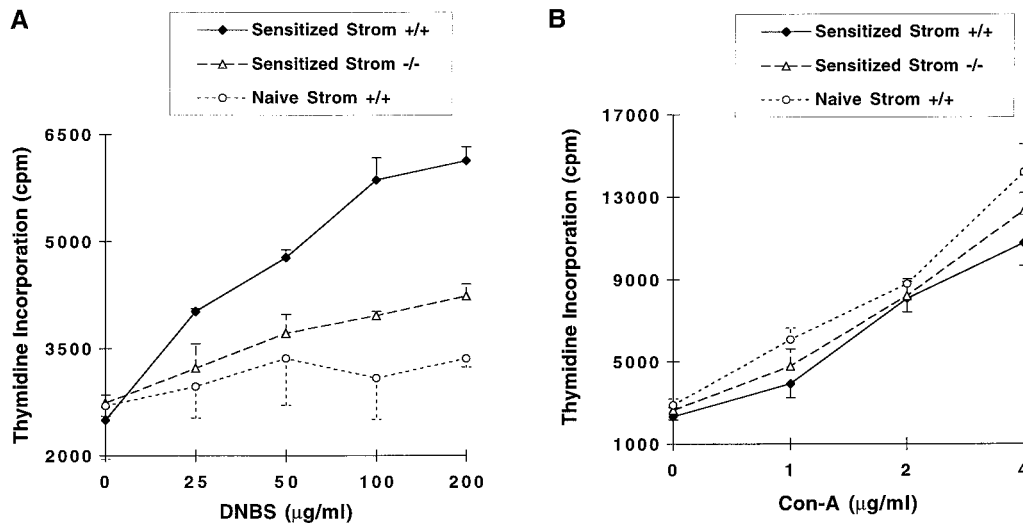 A
Sensitized Strom +/+
Sensitized Strom -/-
Naive Strom +/+
Thymidine Incorporation (cpm)
6500
5000
3500
2000
0 25 50 100 200
DNBS (µg/ml)
B
Sensitized Strom +/+
Sensitized Strom -/-
Naive Strom +/+
Thymidine Incorporation (cpm)
17000
13000
9000
5000
1000
0 1 2 4
Con-A (µg/ml)